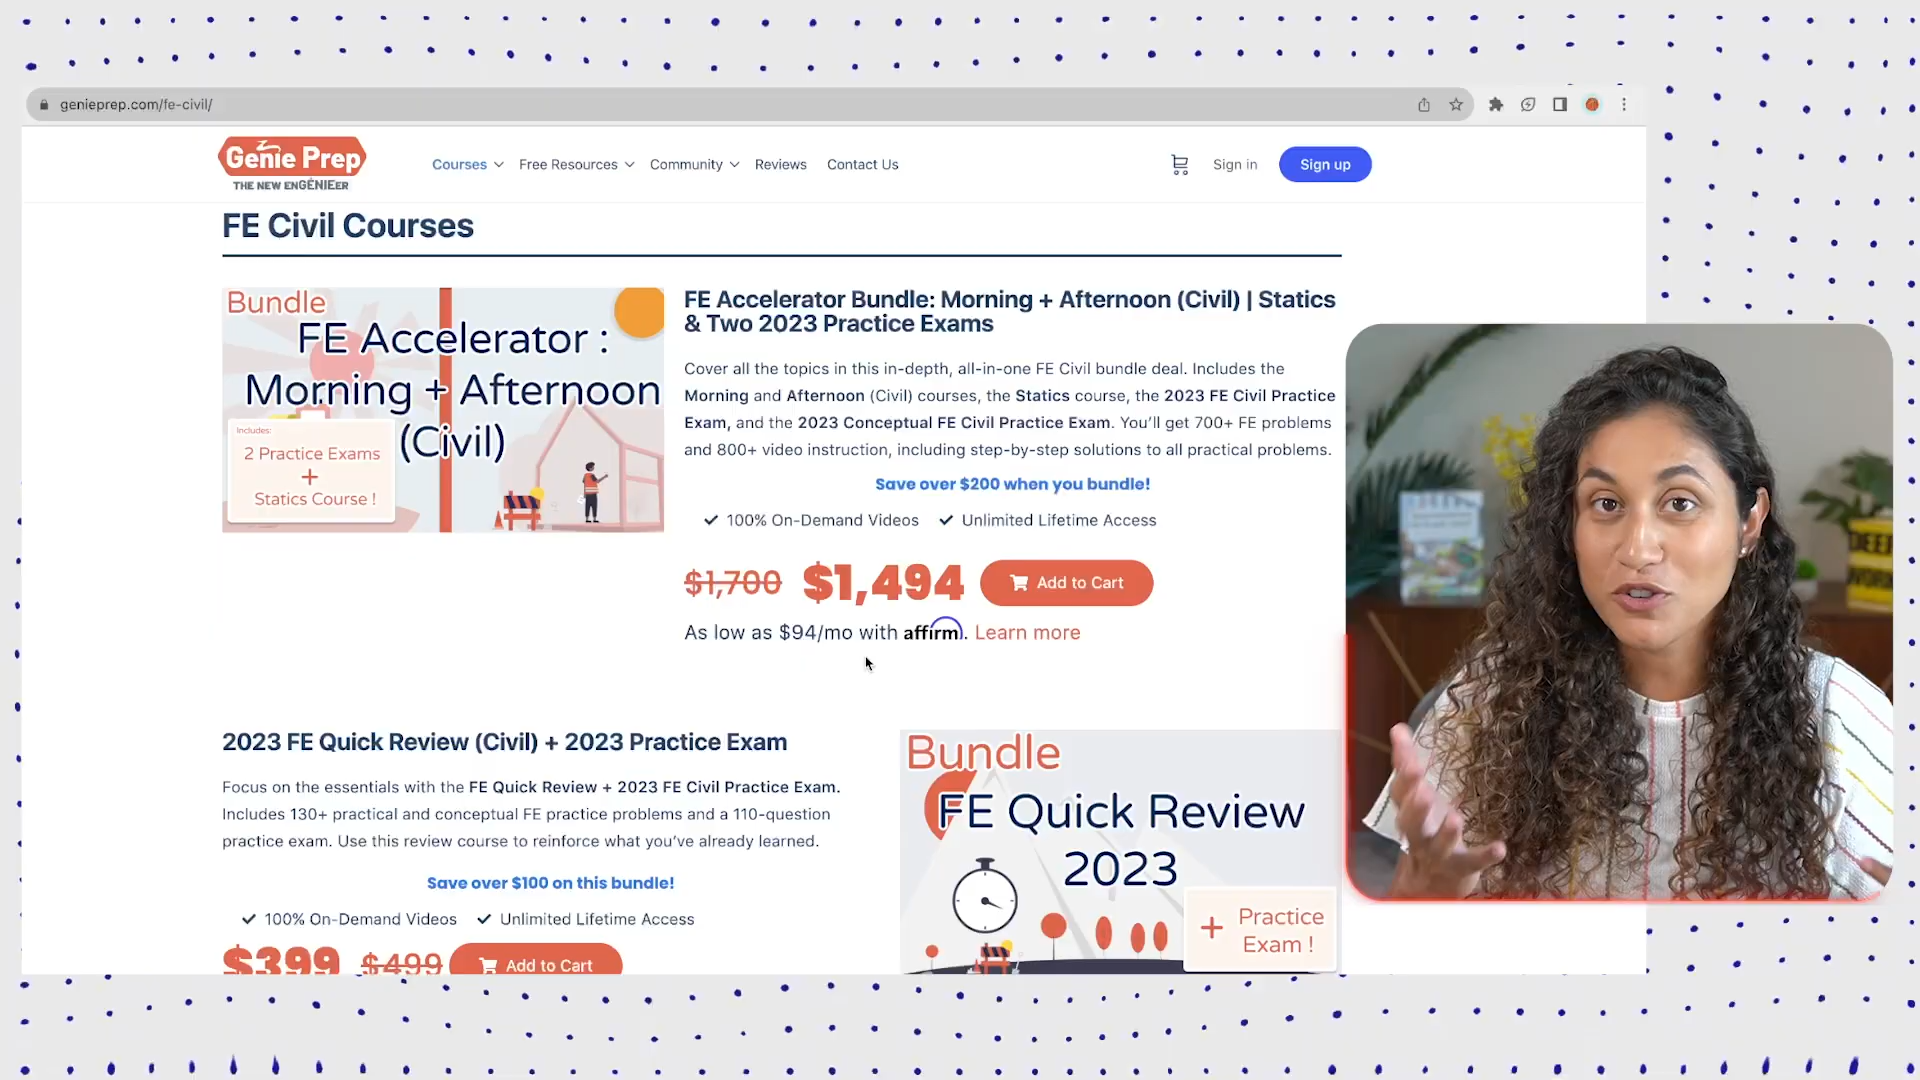 genieprep.com/fe-civil/
Genie Prep
THE NEW ENGENIEER
Courses
Free Resources
Community
Reviews
Contact Us
Sign in
Sign up
FE Civil Courses
Bundle
FE Accelerator :
Morning + Afternoon
(Civil)
Includes:
2 Practice Exams
+
Statics Course !
FE Accelerator Bundle: Morning + Afternoon (Civil) | Statics
& Two 2023 Practice Exams
Cover all the topics in this in-depth, all-in-one FE Civil bundle deal. Includes the
Morning and Afternoon (Civil) courses, the Statics course, the 2023 FE Civil Practice
Exam, and the 2023 Conceptual FE Civil Practice Exam. You’ll get 700+ FE problems
and 800+ video instruction, including step-by-step solutions to all practical problems.
Save over $200 when you bundle!
100% On-Demand Videos
Unlimited Lifetime Access
$1,700 $1,494 Add to Cart
As low as $94/mo with affirm. Learn more
2023 FE Quick Review (Civil) + 2023 Practice Exam
Focus on the essentials with the FE Quick Review + 2023 FE Civil Practice Exam.
Includes 130+ practical and conceptual FE practice problems and a 110-question
practice exam. Use this review course to reinforce what you’ve already learned.
Save over $100 on this bundle!
100% On-Demand Videos
Unlimited Lifetime Access
$399 $499 Add to Cart
Bundle
FE Quick Review
2023
+ Practice
Exam !
DEEP
WORK